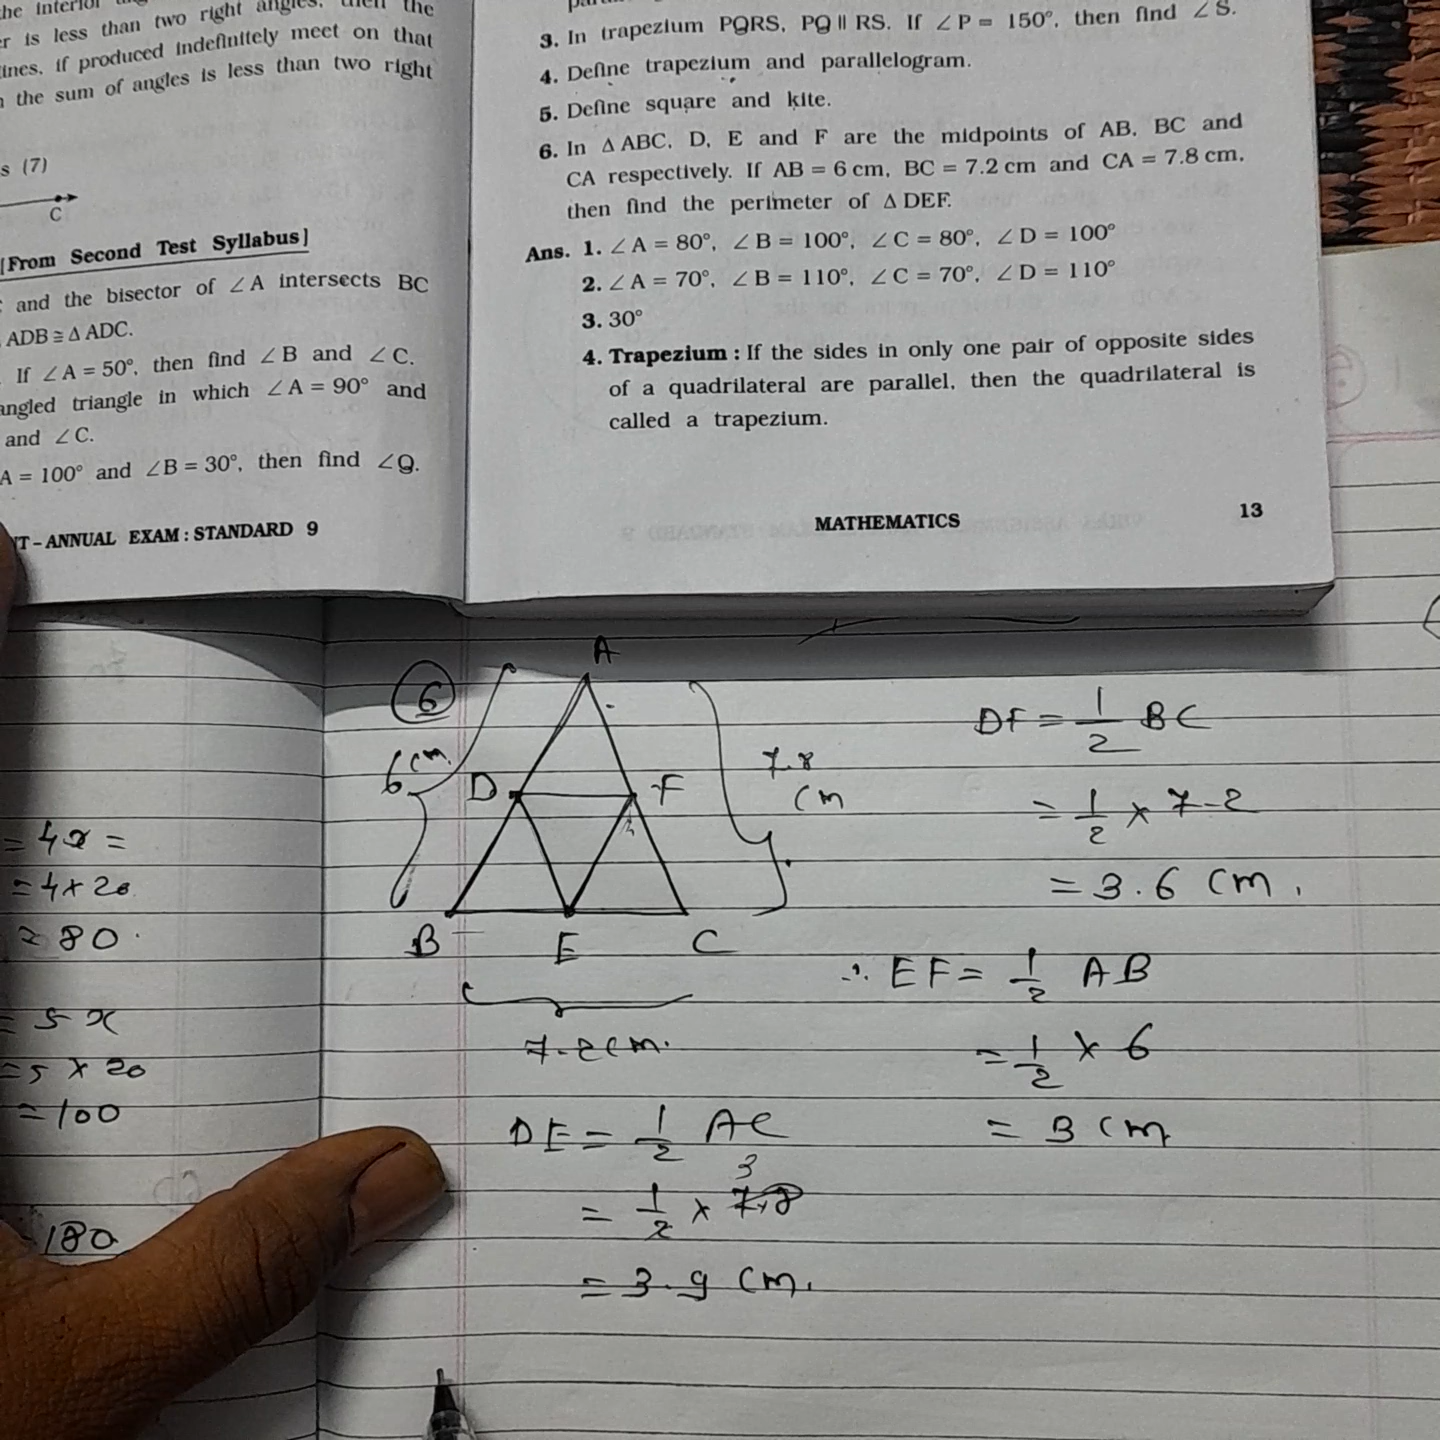 the interior
er is less than two right angles, then the
lines, if produced indefinitely meet on that
the sum of angles is less than two right
s (7)
C
[From Second Test Syllabus]
and the bisector of ∠A intersects BC
ADB ≅ Δ ADC.
If ∠A = 50°, then find ∠B and ∠C.
angled triangle in which ∠A = 90° and
and ∠C.
A = 100° and ∠B = 30°, then find ∠Q.
T – ANNUAL EXAM : STANDARD 9
3. In trapezium PQRS, PQ ॥ RS. If ∠P = 150°, then find ∠S.
4. Define trapezium and parallelogram.
5. Define square and kite.
6. In Δ ABC, D, E and F are the midpoints of AB, BC and
CA respectively. If AB = 6 cm, BC = 7.2 cm and CA = 7.8 cm,
then find the perimeter of Δ DEF.
Ans. 1. ∠A = 80°, ∠B = 100°, ∠C = 80°, ∠D = 100°
2. ∠A = 70°, ∠B = 110°, ∠C = 70°, ∠D = 110°
3. 30°
4. Trapezium : If the sides in only one pair of opposite sides
of a quadrilateral are parallel, then the quadrilateral is
called a trapezium.
MATHEMATICS 13
= 4x =
= 4 × 20
= 80.
= 5 x
= 5 × 20
= 100
180
6
A
6 cm.
D
F
7.8
cm
B E C
7.2 cm.
DE = 1/2 AC
3
= 1/2 × 7.8
= 3.9 cm.
DF = 1/2 BC
= 1/2 × 7.2
= 3.6 cm.
∴ EF = 1/2 AB
= 1/2 × 6
= 3 cm